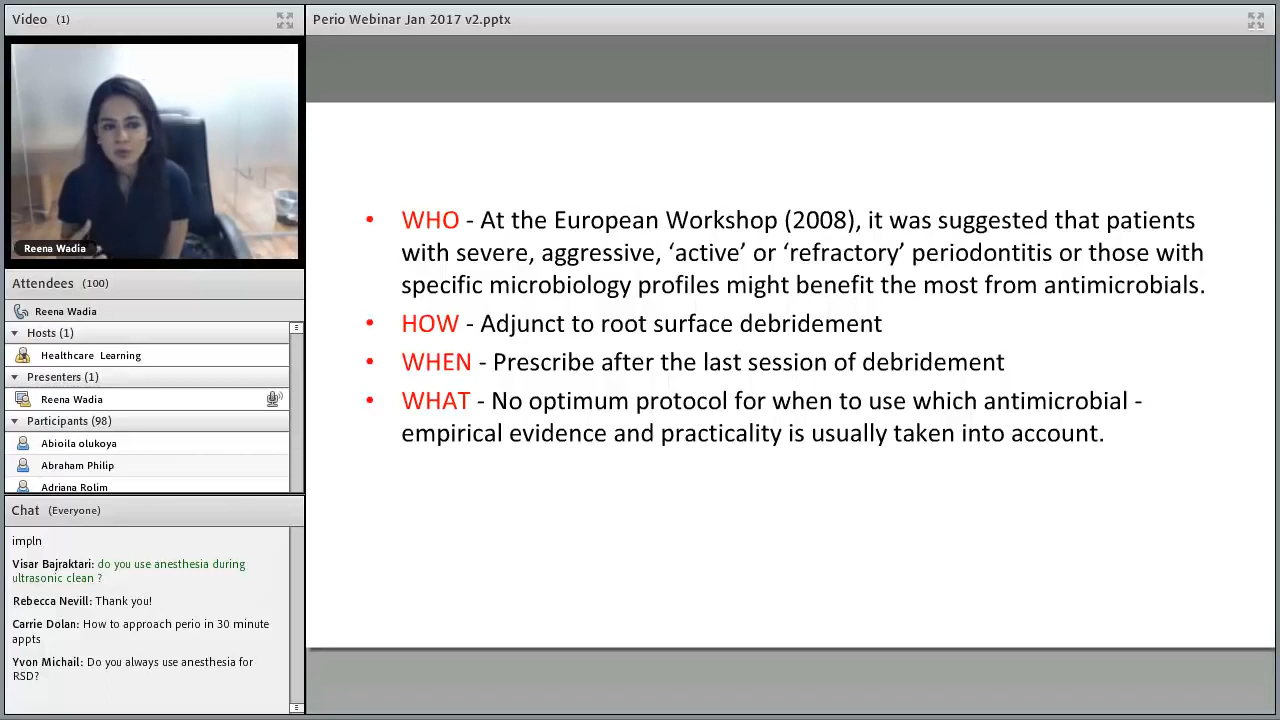 Video (1)
Reena Wadia
Attendees (100)
Reena Wadia
Hosts (1)
Healthcare Learning
Presenters (1)
Reena Wadia
Participants (98)
Abioila olukoya
Abraham Philip
Adriana Rolim
Chat (Everyone)
impln
Visar Bajraktari: do you use anesthesia during
ultrasonic clean ?
Rebecca Nevill: Thank you!
Carrie Dolan: How to approach perio in 30 minute
appts
Yvon Michail: Do you always use anesthesia for
RSD?
Perio Webinar Jan 2017 v2.pptx
• WHO - At the European Workshop (2008), it was suggested that patients
with severe, aggressive, ‘active’ or ‘refractory’ periodontitis or those with
specific microbiology profiles might benefit the most from antimicrobials.
• HOW - Adjunct to root surface debridement
• WHEN - Prescribe after the last session of debridement
• WHAT - No optimum protocol for when to use which antimicrobial -
empirical evidence and practicality is usually taken into account.